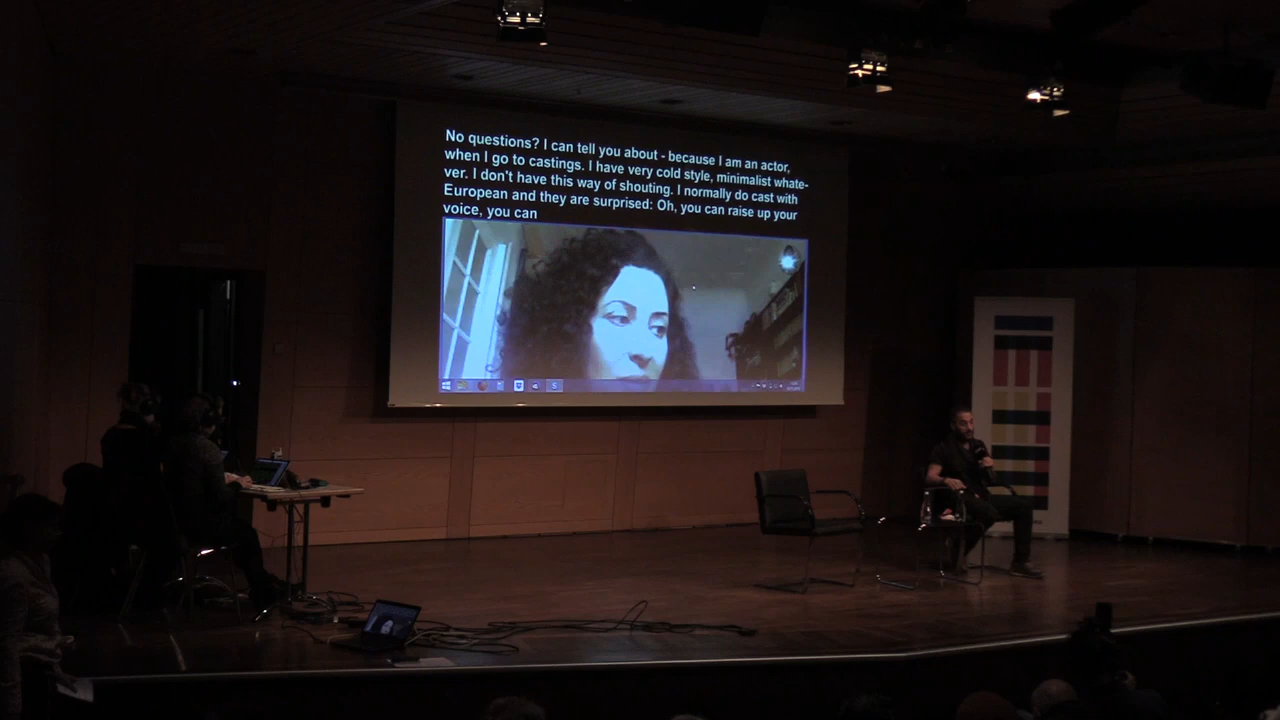 No questions? I can tell you about - because I am an actor,
when I go to castings. I have very cold style, minimalist whate-
ver. I don't have this way of shouting. I normally do cast with
European and they are surprised: Oh, you can raise up your
voice, you can